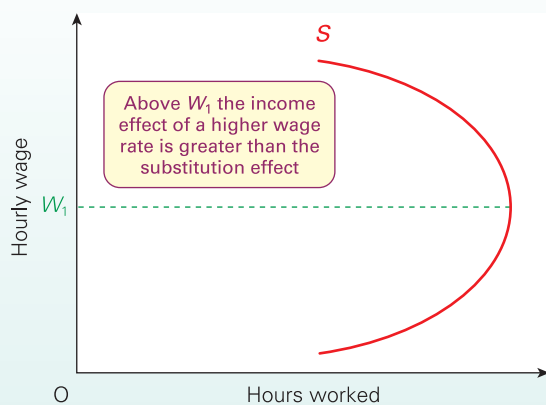 S
Above W₁ the income
effect of a higher wage
rate is greater than the
substitution effect
Hourly wage
W₁
O
Hours worked